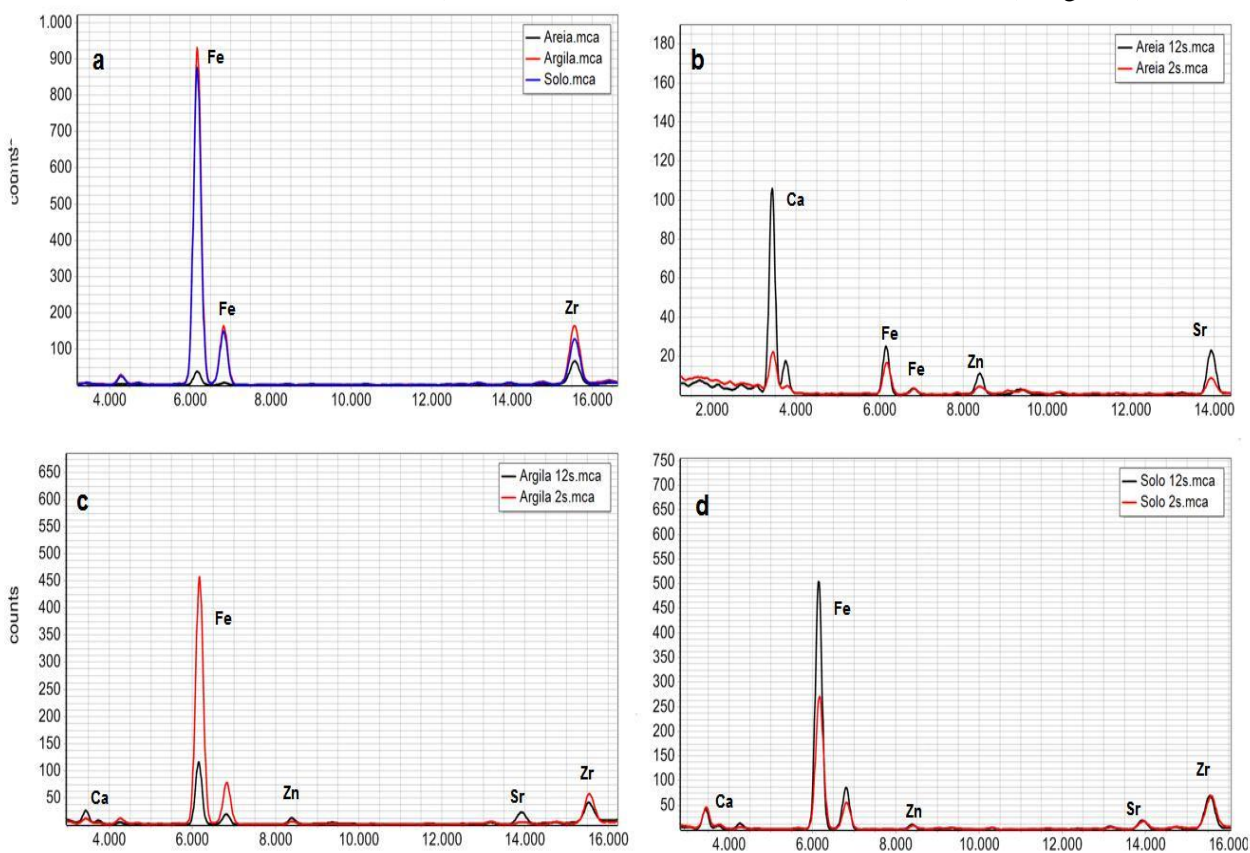 a
1.000
900
800
700
600
500
400
300
200
100
counts
Fe
Fe
Zr
Areia.mca
Argila.mca
Solo.mca
4.000 6.000 8.000 10.000 12.000 14.000 16.000
b
180
160
140
120
100
80
60
40
20
Ca
Fe
Fe
Zn
Sr
Areia 12s.mca
Areia 2s.mca
2.000 4.000 6.000 8.000 10.000 12.000 14.000
c
650
600
550
500
450
400
350
300
250
200
150
100
50
counts
Ca
Fe
Zn
Sr
Zr
Argila 12s.mca
Argila 2s.mca
4.000 6.000 8.000 10.000 12.000 14.000 16.000
d
750
700
650
600
550
500
450
400
350
300
250
200
150
100
50
Ca
Fe
Zn
Sr
Zr
Solo 12s.mca
Solo 2s.mca
4.000 6.000 8.000 10.000 12.000 14.000 16.000